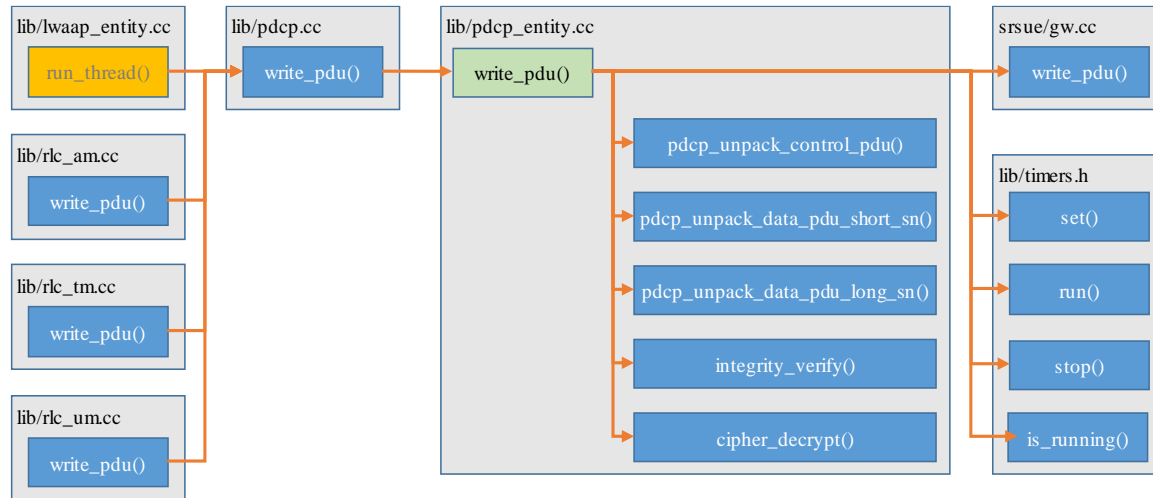 lib/lwaap_entity.cc
run_thread()
lib/rlc_am.cc
write_pdu()
lib/rlc_tm.cc
write_pdu()
lib/rlc_um.cc
write_pdu()
lib/pdcp.cc
write_pdu()
lib/pdcp_entity.cc
write_pdu()
pdcp_unpack_control_pdu()
pdcp_unpack_data_pdu_short_sn()
pdcp_unpack_data_pdu_long_sn()
integrity_verify()
cipher_decrypt()
srsue/gw.cc
write_pdu()
lib/timers.h
set()
run()
stop()
is_running()